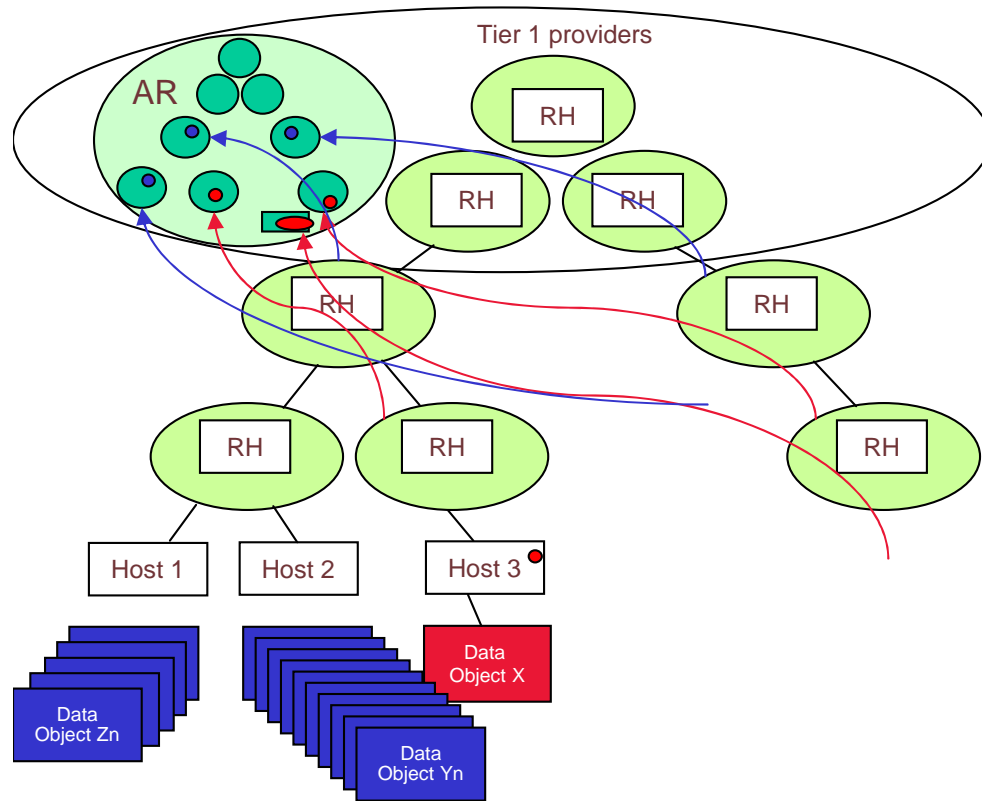 Tier 1 providers
AR
RH
RH
RH
RH
RH
RH
RH
RH
Host 1
Host 2
Host 3
Data
Object X
Data
Object Zn
Data
Object Yn